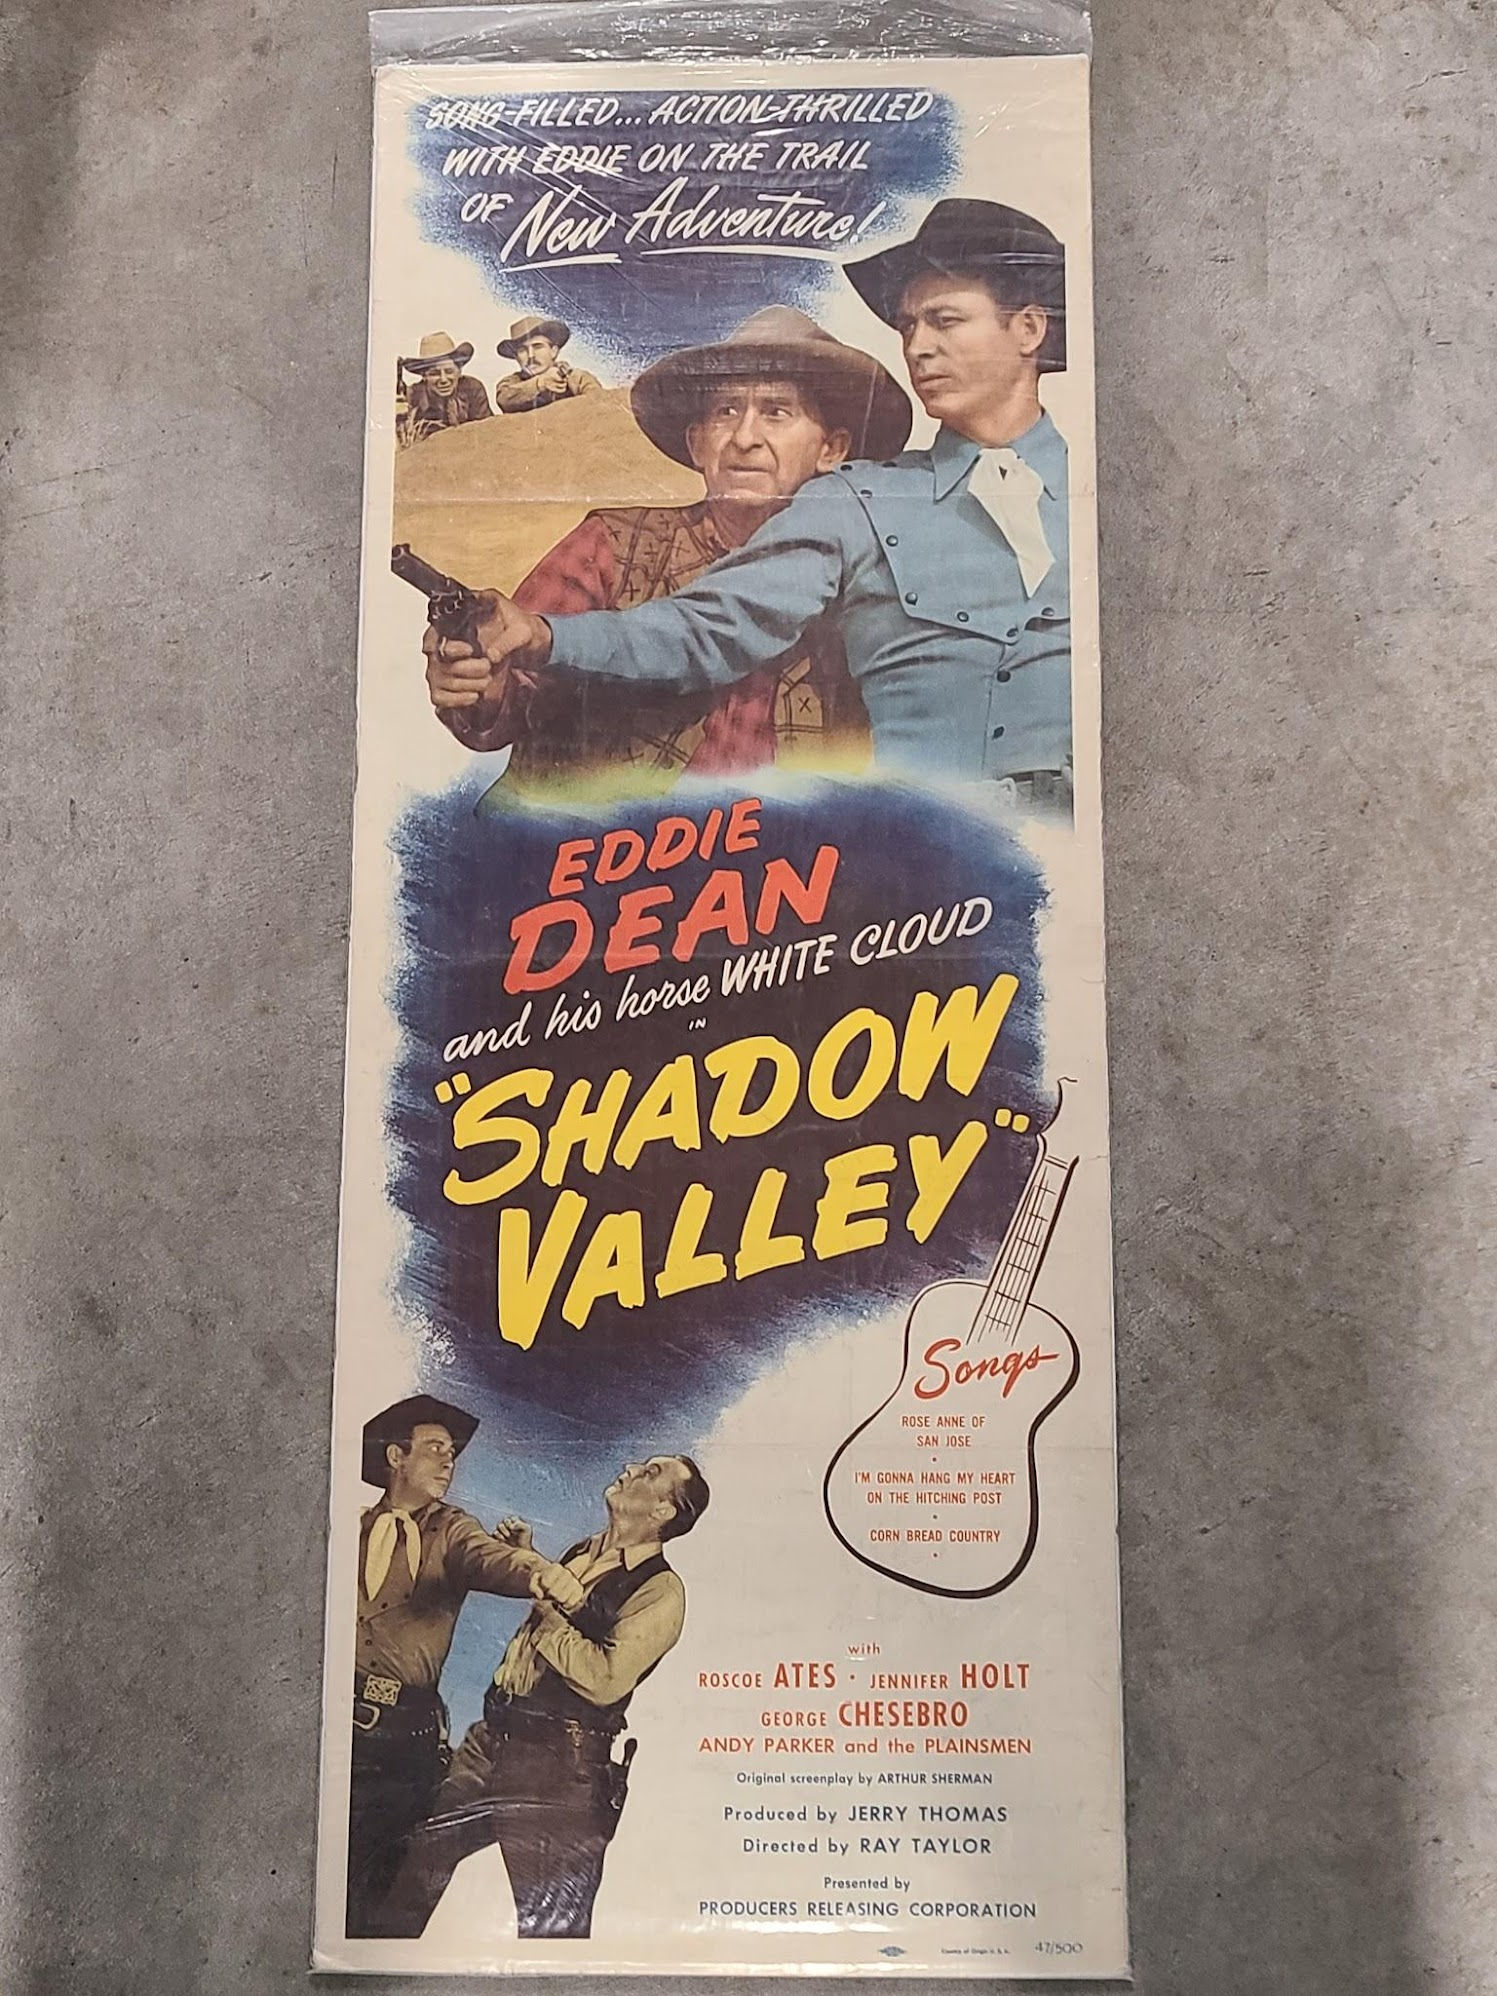 SONG-FILLED... ACTION-THRILLED
WITH EDDIE ON THE TRAIL
OF New Adventure!
EDDIE
DEAN
and his horse WHITE CLOUD
IN
"SHADOW
VALLEY"
Songs
ROSE ANNE OF
SAN JOSE
•
I'M GONNA HANG MY HEART
ON THE HITCHING POST
•
CORN BREAD COUNTRY
•
with
ROSCOE ATES • JENNIFER HOLT
GEORGE CHESEBRO
ANDY PARKER and the PLAINSMEN
Original screenplay by ARTHUR SHERMAN
Produced by JERRY THOMAS
Directed by RAY TAYLOR
Presented by
PRODUCERS RELEASING CORPORATION
Country of Origin U. S. A.
47/500